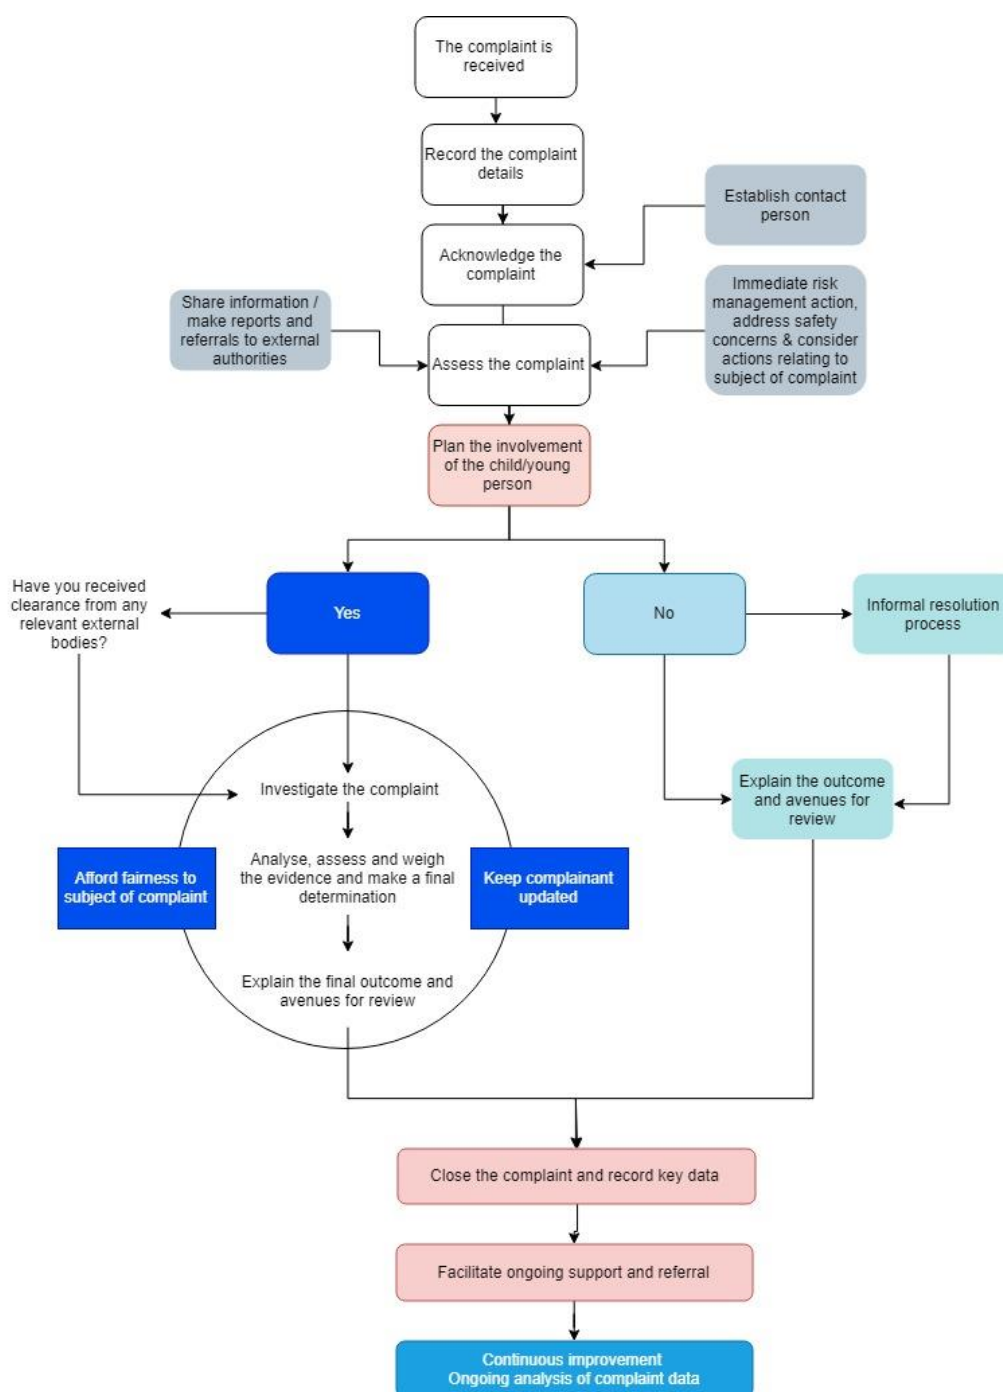 The complaint is
received
Record the complaint
details
Establish contact
person
Acknowledge the
complaint
Share information /
make reports and
referrals to external
authorities
Immediate risk
management action,
address safety
concerns & consider
actions relating to
subject of complaint
Assess the complaint
Plan the involvement
of the child/young
person
Have you received
clearance from any
relevant external
bodies?
Yes
No
Informal resolution
process
Investigate the complaint
Explain the outcome
and avenues for
review
Afford fairness to
subject of complaint
Analyse, assess and weigh
the evidence and make a final
determination
Keep complainant
updated
Explain the final outcome and
avenues for review
Close the complaint and record key data
Facilitate ongoing support and referral
Continuous improvement
Ongoing analysis of complaint data